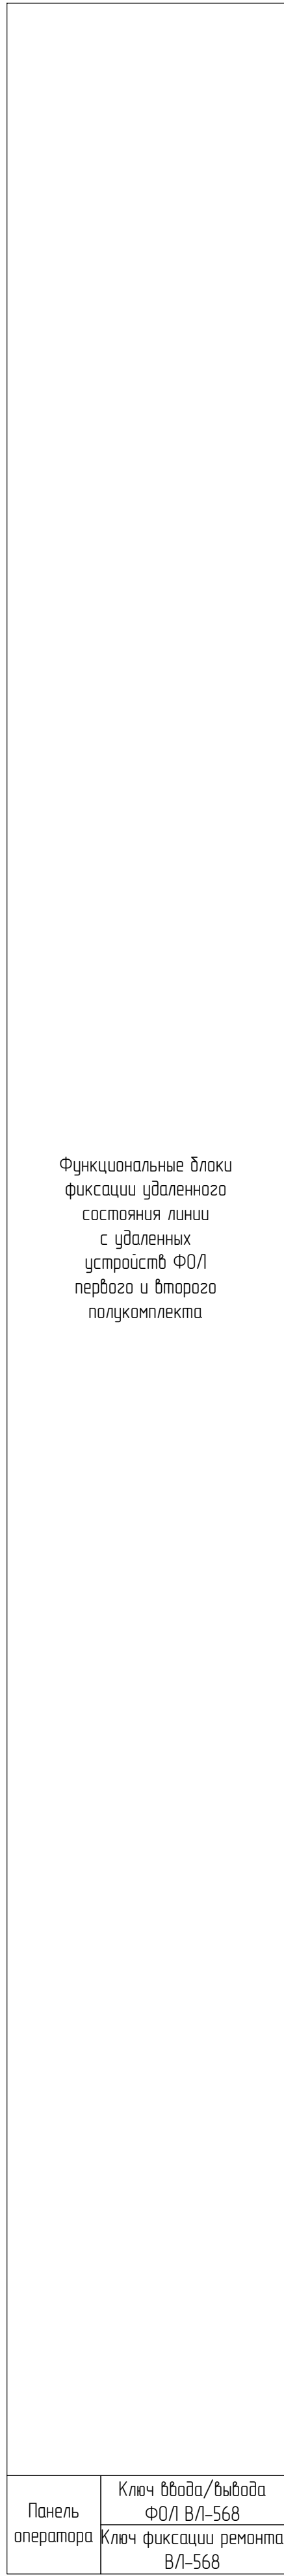 Функциональные блоки
фиксации удаленного
состояния линии
с удаленных
устройств ФОЛ
первого и второго
полукомплекта
Панель
оператора
Ключ ввода/вывода
ФОЛ ВЛ-568
Ключ фиксации ремонта
ВЛ-568